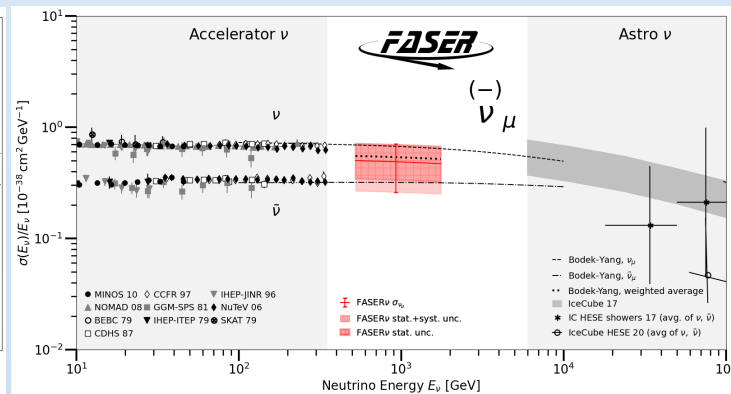 Accelerator ν
FASER
Astro ν
(−)
ν μ
ν
ν̄
10¹
10⁰
10⁻¹
10⁻²
σ(Eν)/Eν [10⁻³⁸ cm² GeV⁻¹]
MINOS 10
NOMAD 08
BEBC 79
CDHS 87
CCFR 97
GGM-SPS 81
IHEP-ITEP 79
IHEP-JINR 96
NuTeV 06
SKAT 79
FASERν σνμ
FASERν stat.+syst. unc.
FASERν stat. unc.
Bodek-Yang, νμ
Bodek-Yang, ν̄μ
Bodek-Yang, weighted average
IceCube 17
IC HESE showers 17 (avg. of ν, ν̄)
IceCube HESE 20 (avg of ν, ν̄)
10¹
10²
10³
10⁴
Neutrino Energy Eν [GeV]